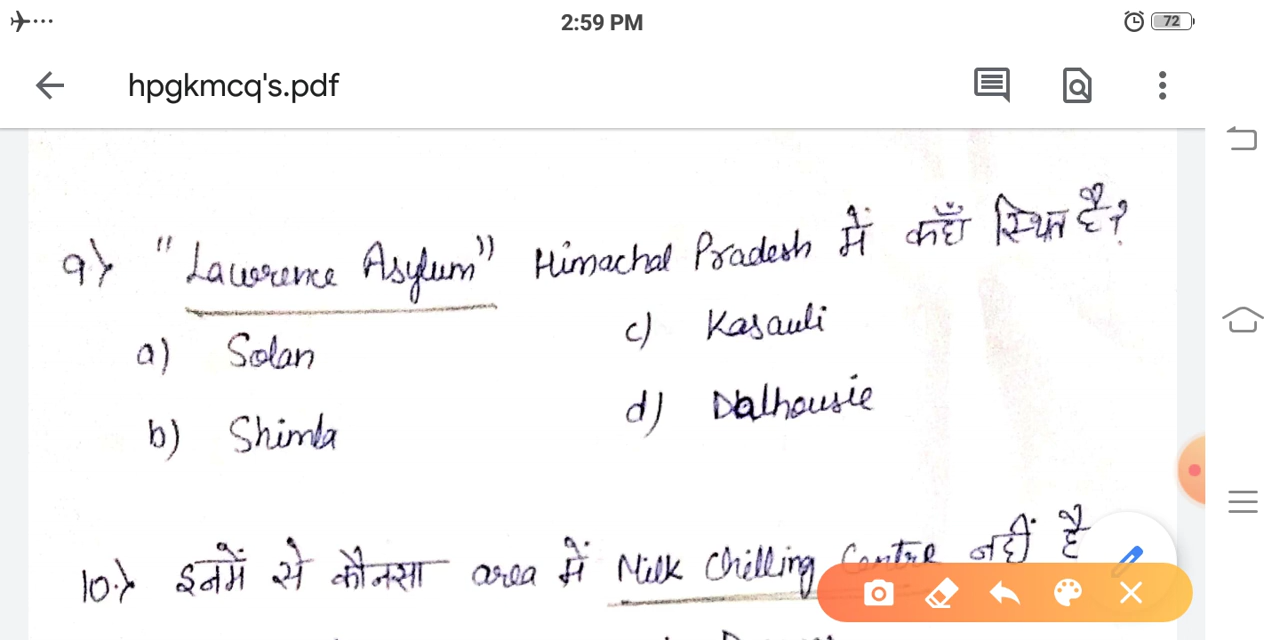 2:59 PM
72
hpgkmcq's.pdf
9) "Lawrence Asylum" Himachal Pradesh में कहाँ स्थित है?
a) Solan
c) Kasauli
b) Shimla
d) Dalhousie
10) इनमें से कौनसा area में Milk Chilling Centre नहीं है